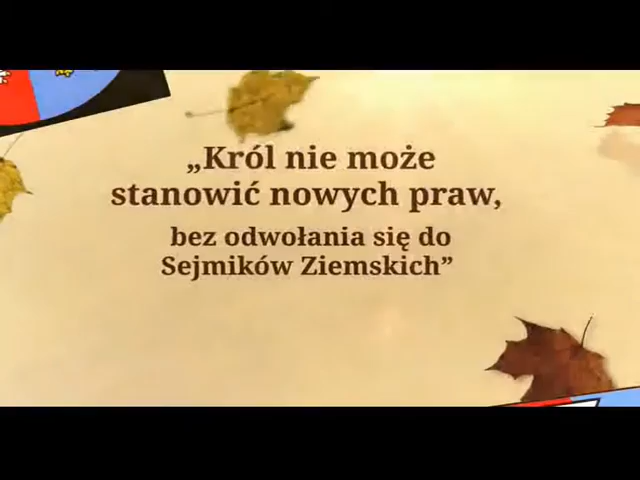 „Król nie może
stanowić nowych praw,
bez odwołania się do
Sejmików Ziemskich”